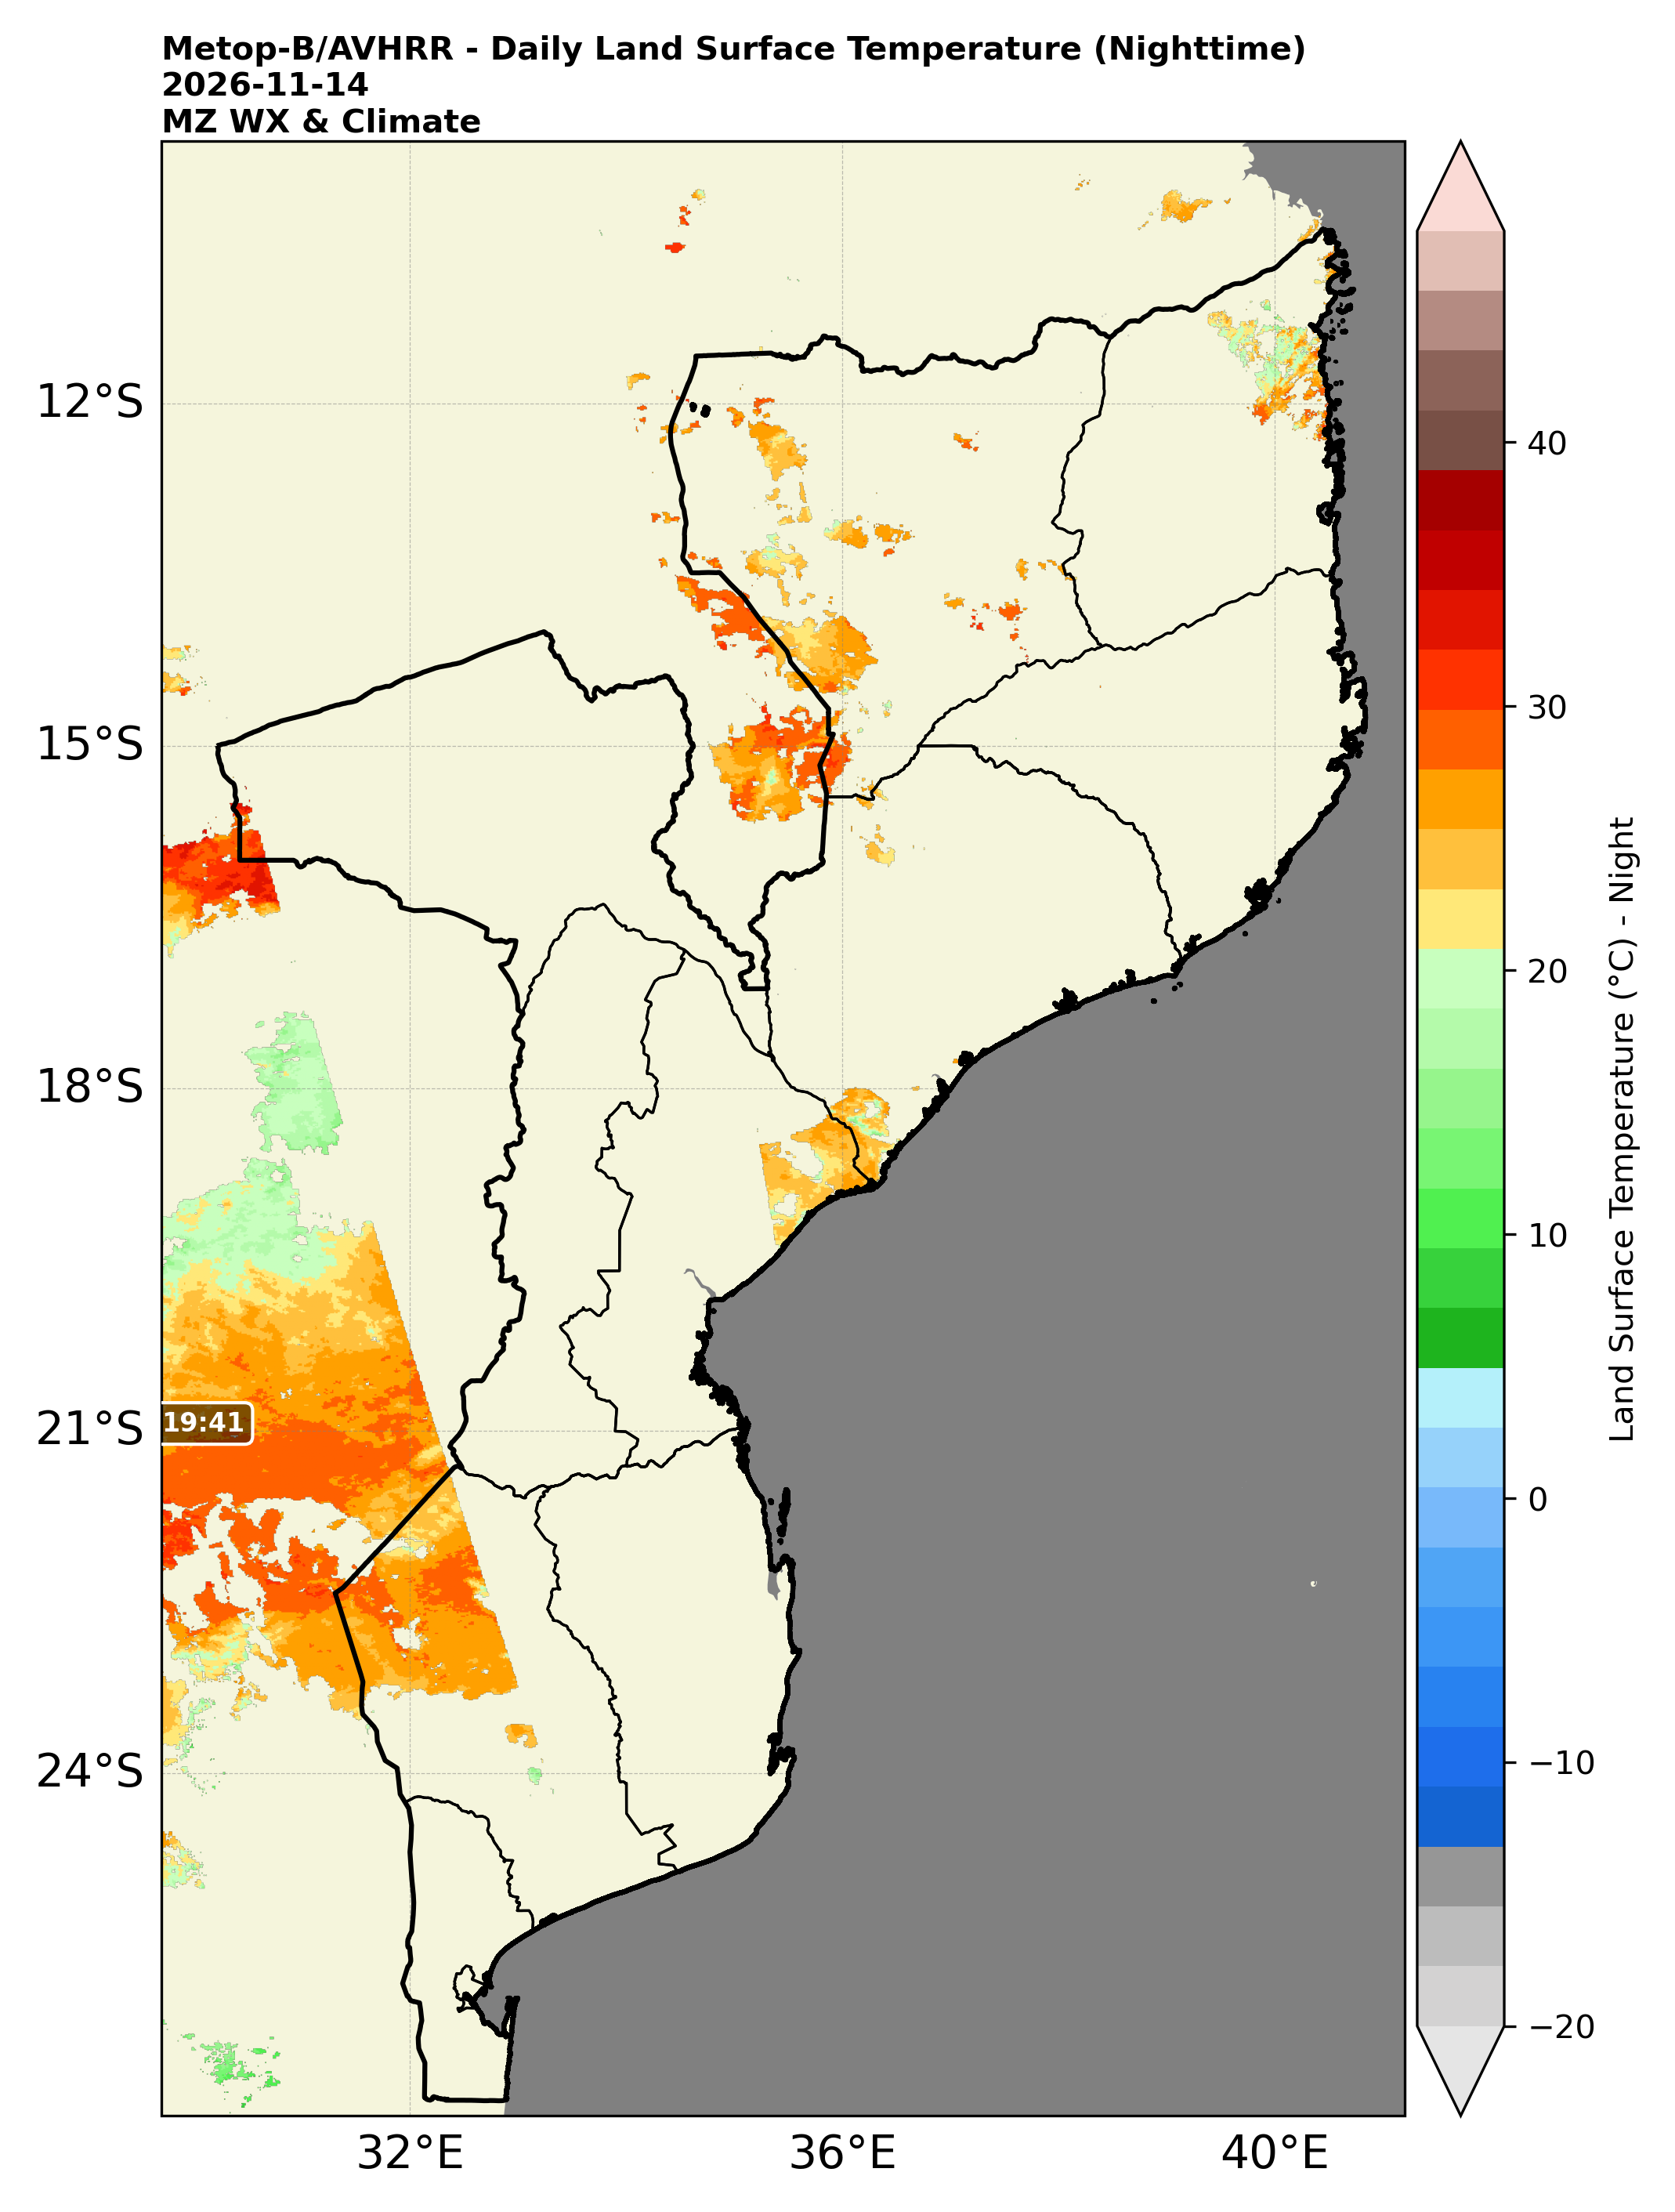 Metop-B/AVHRR - Daily Land Surface Temperature (Nighttime)
2026-11-14
MZ WX & Climate
12°S
15°S
18°S
21°S
24°S
19:41
32°E
36°E
40°E
40
30
20
10
0
−10
−20
Land Surface Temperature (°C) - Night